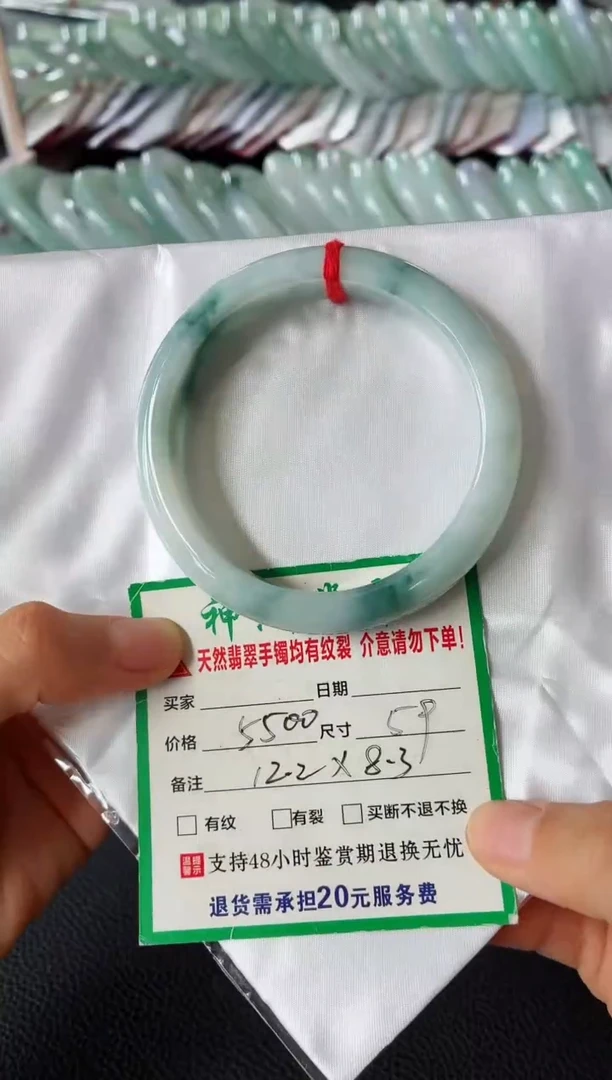 天然翡翠手镯均有纹裂 介意请勿下单!
买家 日期
价格 5500 尺寸 59
备注 12.2 X 8.3
有纹 有裂 买断不退不换
温馨警示 支持48小时鉴赏期退换无忧
退货需承担20元服务费